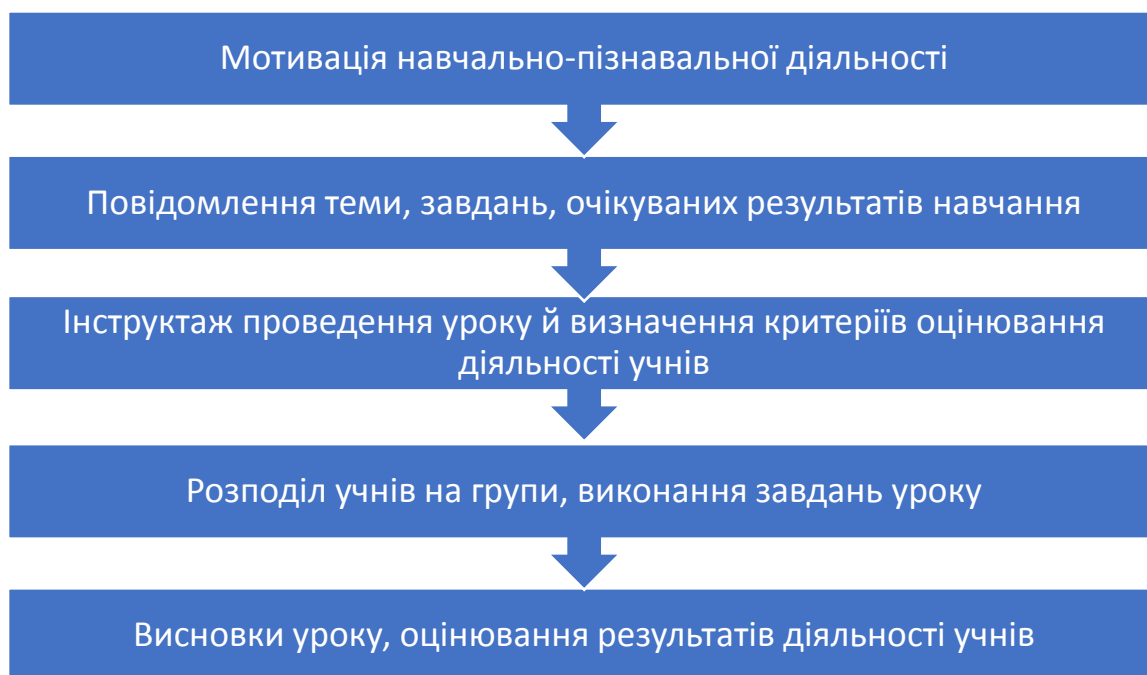 Мотивація навчально-пізнавальної діяльності
Повідомлення теми, завдань, очікуваних результатів навчання
Інструктаж проведення уроку й визначення критеріїв оцінювання
діяльності учнів
Розподіл учнів на групи, виконання завдань уроку
Висновки уроку, оцінювання результатів діяльності учнів